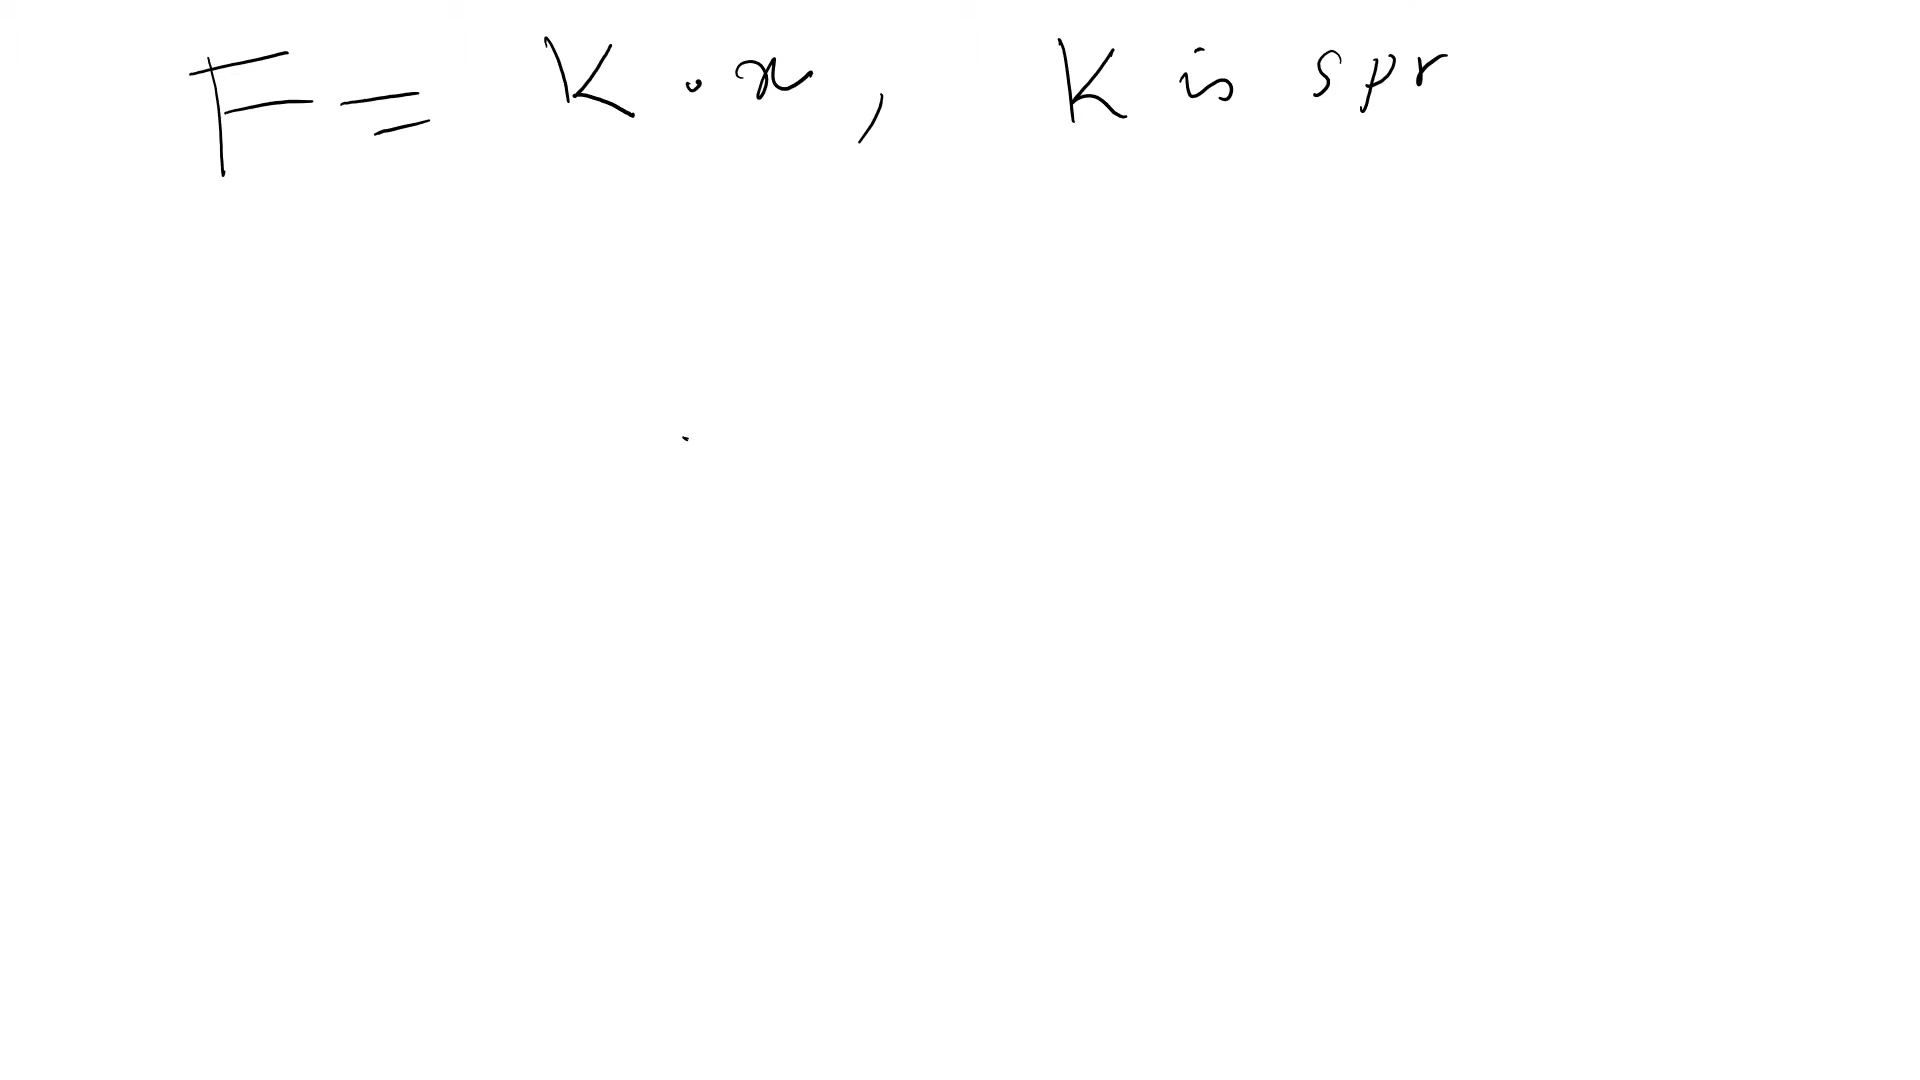 F = K . x , K is spr